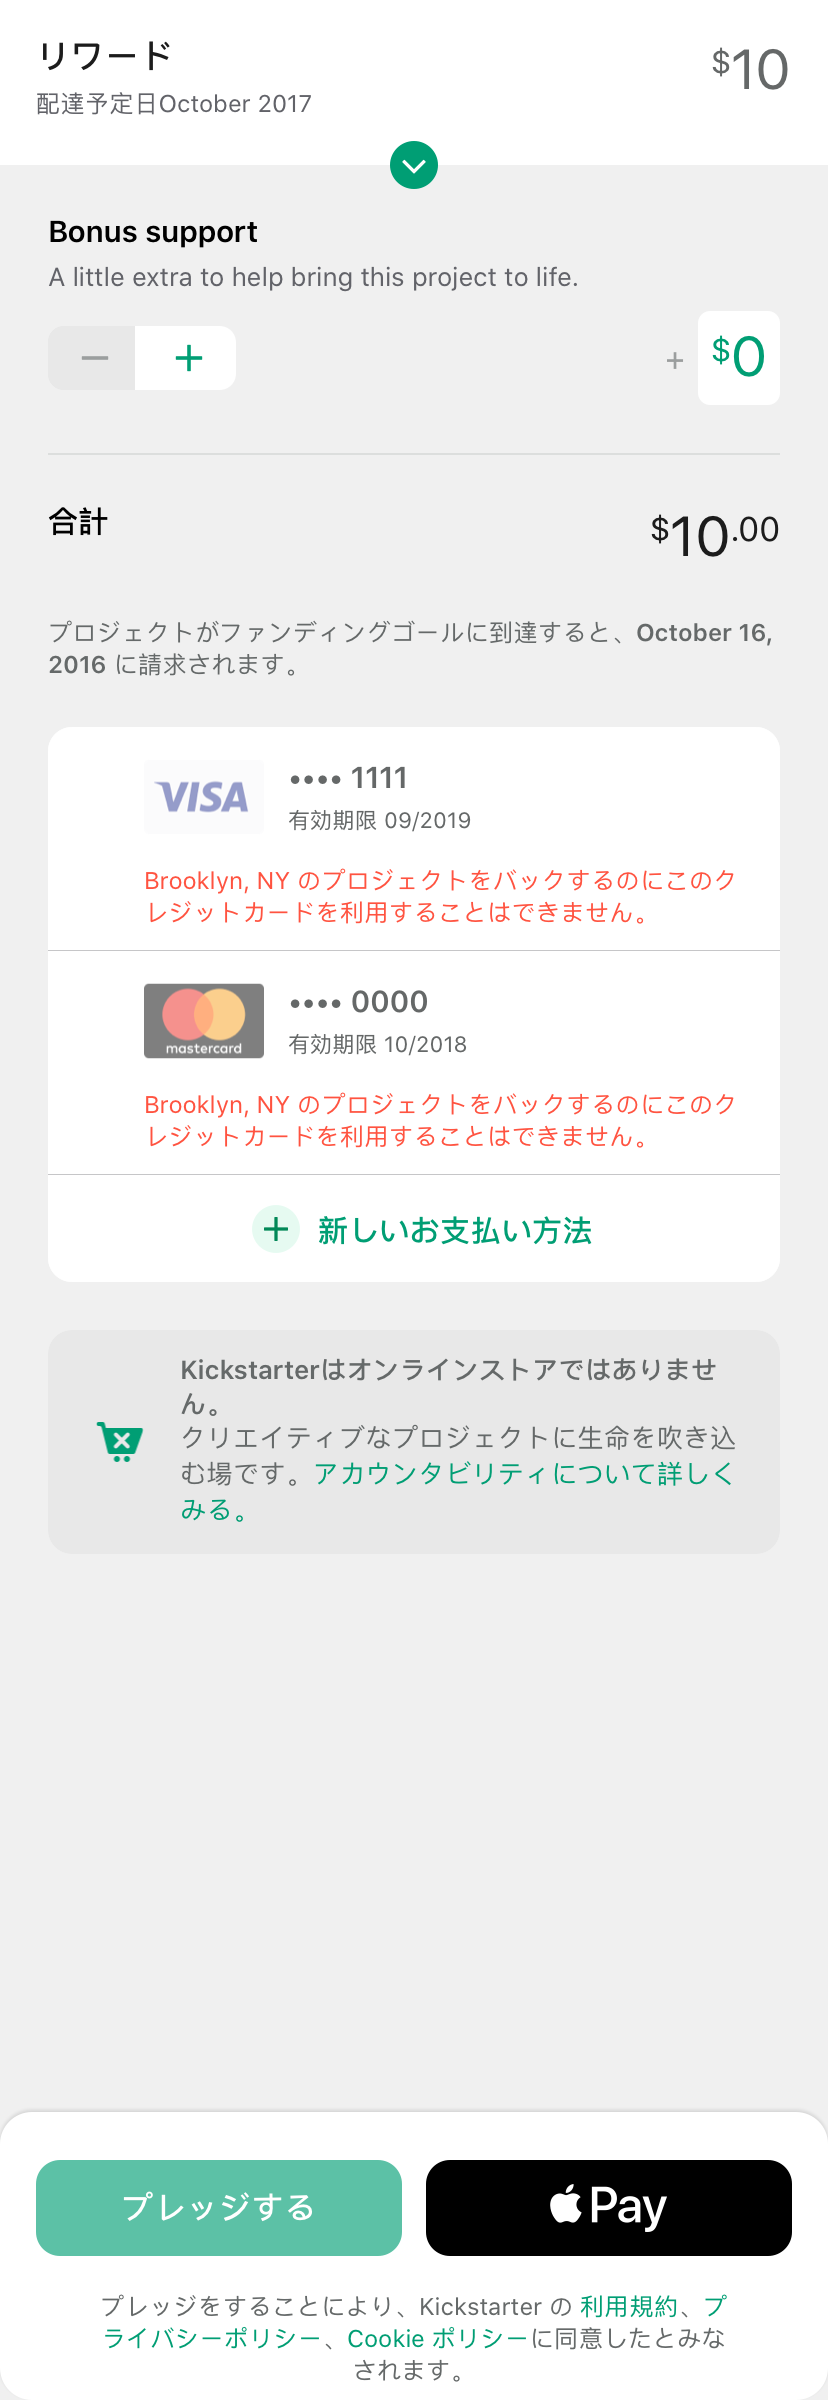 リワード
$10
配達予定日October 2017
Bonus support
A little extra to help bring this project to life.
+ $0
合計
$10.00
プロジェクトがファンディングゴールに到達すると、October 16,
2016 に請求されます。
VISA
•••• 1111
有効期限 09/2019
Brooklyn, NY のプロジェクトをバックするのにこのク
レジットカードを利用することはできません。
mastercard
•••• 0000
有効期限 10/2018
Brooklyn, NY のプロジェクトをバックするのにこのク
レジットカードを利用することはできません。
新しいお支払い方法
Kickstarterはオンラインストアではありませ
ん。
クリエイティブなプロジェクトに生命を吹き込
む場です。アカウンタビリティについて詳しく
みる。
プレッジする
Pay
プレッジをすることにより、Kickstarter の 利用規約、プ
ライバシーポリシー、Cookie ポリシーに同意したとみな
されます。